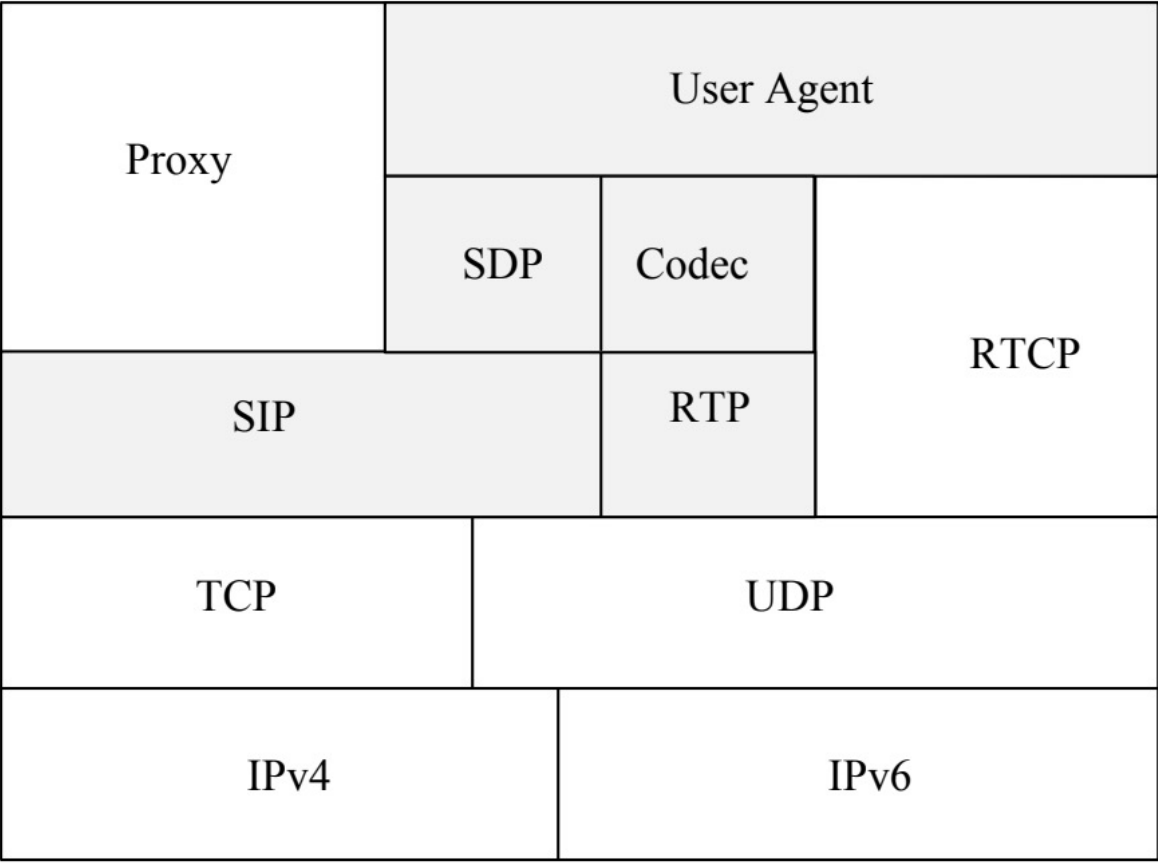 User Agent
Proxy
SDP
Codec
RTCP
SIP
RTP
TCP
UDP
IPv4
IPv6